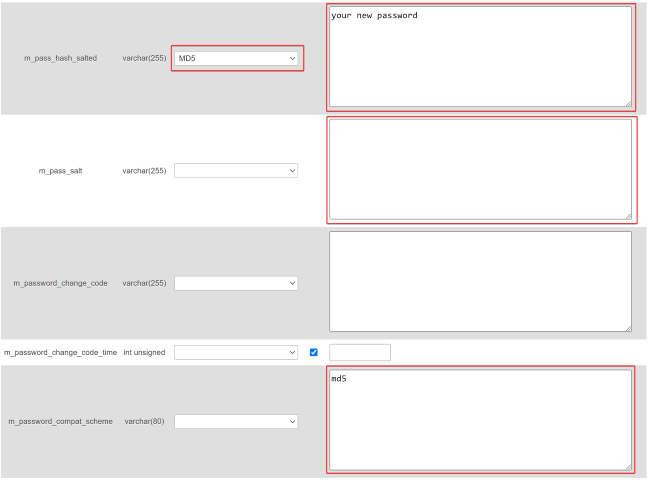 your new password
m_pass_hash_salted varchar(255) MD5
m_pass_salt varchar(255)
m_password_change_code varchar(255)
m_password_change_code_time int unsigned
md5
m_password_compat_scheme varchar(80)